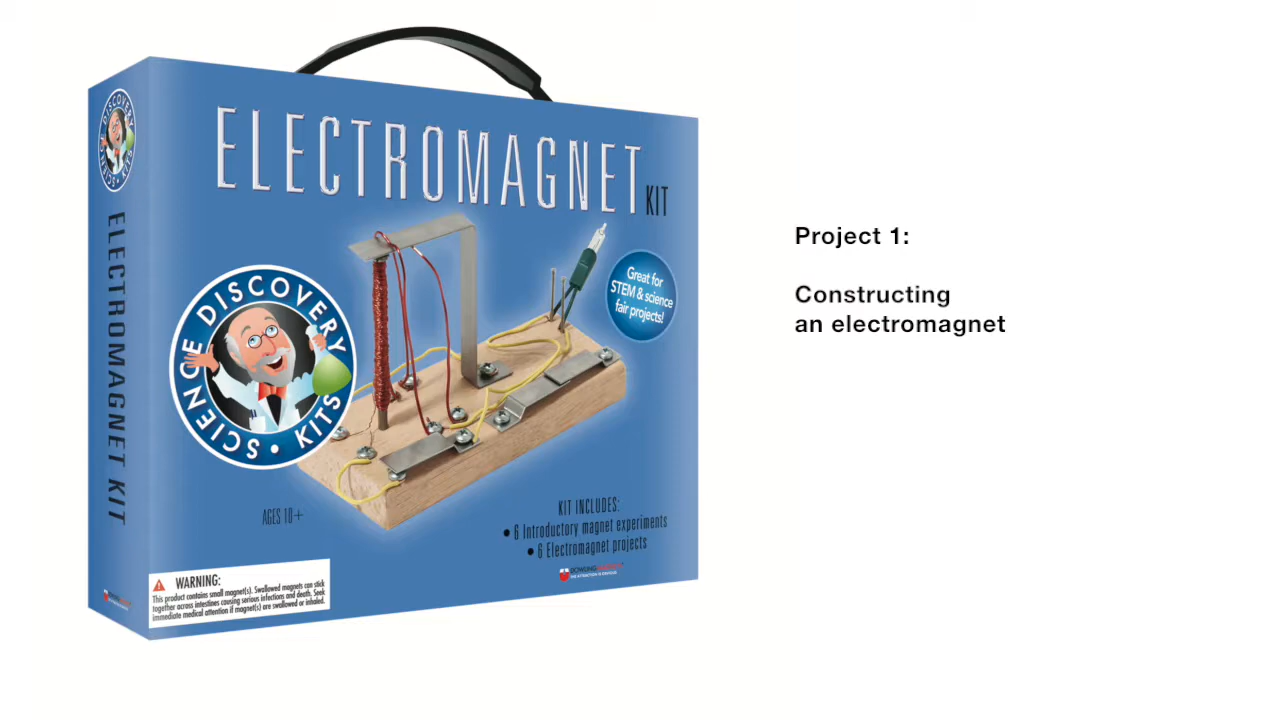 ELECTROMAGNET KIT
SCIENCE DISCOVERY KITS
ELECTROMAGNET KIT
Great for
STEM & science
fair projects!
SCIENCE DISCOVERY KITS
AGES 10+
KIT INCLUDES:
• 6 Introductory magnet experiments
• 6 Electromagnet projects
WARNING:
This product contains small magnet(s). Swallowed magnets can stick
together across intestines causing serious infections and death. Seek
immediate medical attention if magnet(s) are swallowed or inhaled.
Project 1:
Constructing
an electromagnet